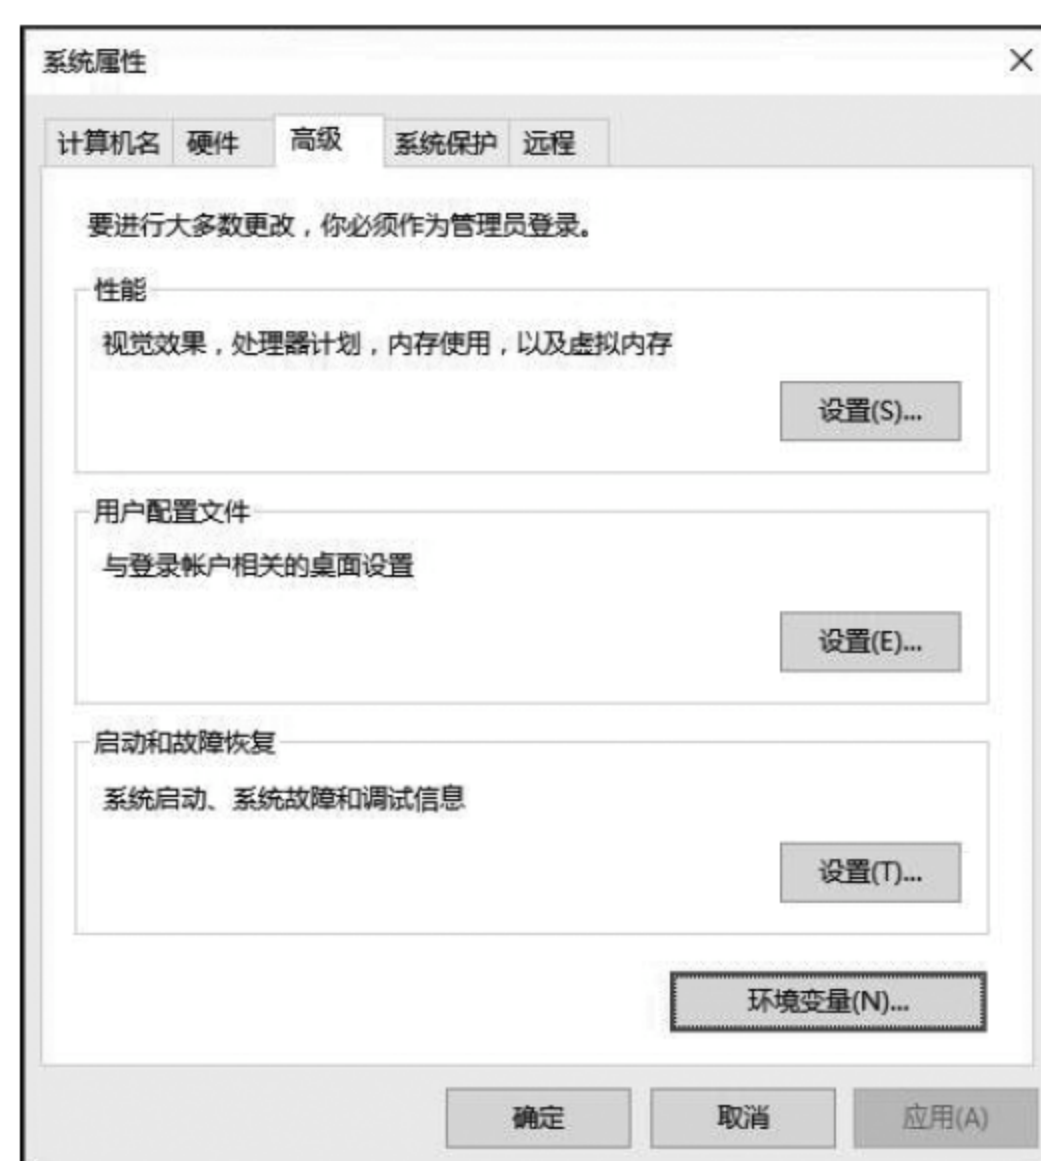 系统属性
计算机名 硬件 高级 系统保护 远程
要进行大多数更改，你必须作为管理员登录。
性能
视觉效果，处理器计划，内存使用，以及虚拟内存
设置(S)...
用户配置文件
与登录帐户相关的桌面设置
设置(E)...
启动和故障恢复
系统启动、系统故障和调试信息
设置(T)...
环境变量(N)...
确定 取消 应用(A)